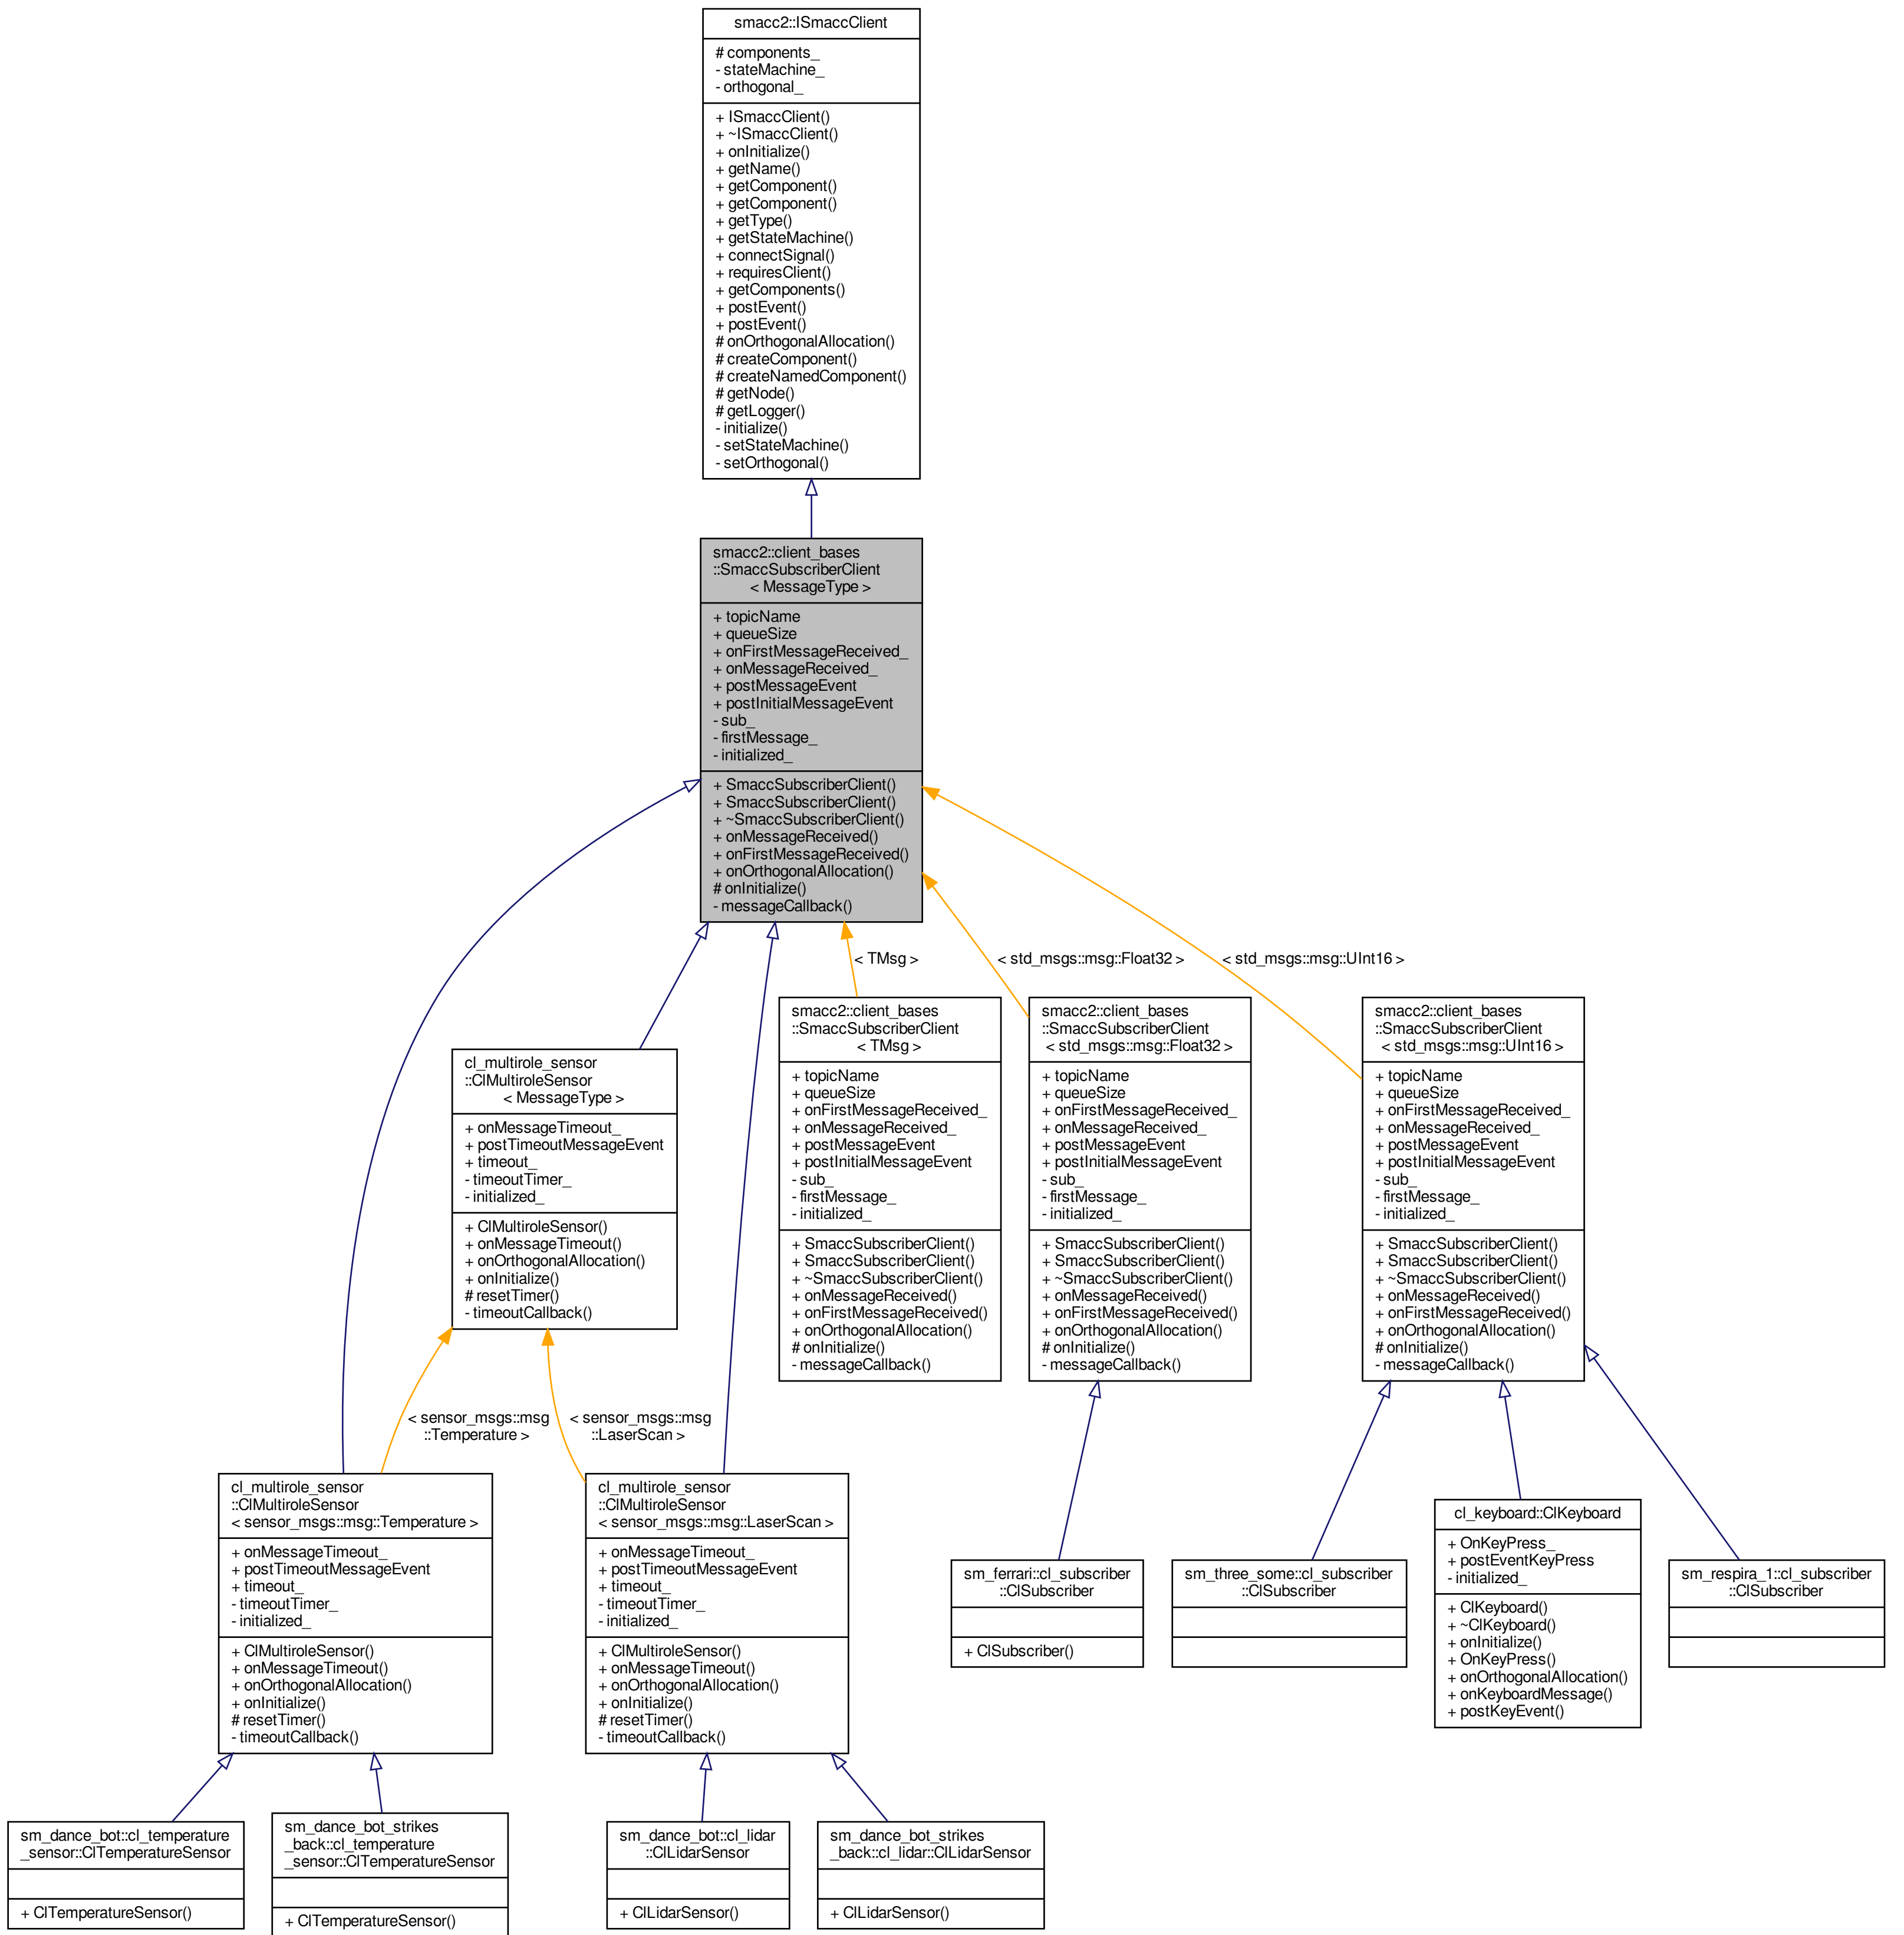 smacc2::ISmaccClient
# components_
- stateMachine_
- orthogonal_
+ ISmaccClient()
+ ~ISmaccClient()
+ onInitialize()
+ getName()
+ getComponent()
+ getComponent()
+ getType()
+ getStateMachine()
+ connectSignal()
+ requiresClient()
+ getComponents()
+ postEvent()
+ postEvent()
# onOrthogonalAllocation()
# createComponent()
# createNamedComponent()
# getNode()
# getLogger()
- initialize()
- setStateMachine()
- setOrthogonal()
smacc2::client_bases
::SmaccSubscriberClient
< MessageType >
+ topicName
+ queueSize
+ onFirstMessageReceived_
+ onMessageReceived_
+ postMessageEvent
+ postInitialMessageEvent
- sub_
- firstMessage_
- initialized_
+ SmaccSubscriberClient()
+ SmaccSubscriberClient()
+ ~SmaccSubscriberClient()
+ onMessageReceived()
+ onFirstMessageReceived()
+ onOrthogonalAllocation()
# onInitialize()
- messageCallback()
< TMsg >
< std_msgs::msg::Float32 >
< std_msgs::msg::UInt16 >
cl_multirole_sensor
::ClMultiroleSensor
< MessageType >
+ onMessageTimeout_
+ postTimeoutMessageEvent
+ timeout_
- timeoutTimer_
- initialized_
+ ClMultiroleSensor()
+ onMessageTimeout()
+ onOrthogonalAllocation()
+ onInitialize()
# resetTimer()
- timeoutCallback()
smacc2::client_bases
::SmaccSubscriberClient
< TMsg >
+ topicName
+ queueSize
+ onFirstMessageReceived_
+ onMessageReceived_
+ postMessageEvent
+ postInitialMessageEvent
- sub_
- firstMessage_
- initialized_
+ SmaccSubscriberClient()
+ SmaccSubscriberClient()
+ ~SmaccSubscriberClient()
+ onMessageReceived()
+ onFirstMessageReceived()
+ onOrthogonalAllocation()
# onInitialize()
- messageCallback()
smacc2::client_bases
::SmaccSubscriberClient
< std_msgs::msg::Float32 >
+ topicName
+ queueSize
+ onFirstMessageReceived_
+ onMessageReceived_
+ postMessageEvent
+ postInitialMessageEvent
- sub_
- firstMessage_
- initialized_
+ SmaccSubscriberClient()
+ SmaccSubscriberClient()
+ ~SmaccSubscriberClient()
+ onMessageReceived()
+ onFirstMessageReceived()
+ onOrthogonalAllocation()
# onInitialize()
- messageCallback()
smacc2::client_bases
::SmaccSubscriberClient
< std_msgs::msg::UInt16 >
+ topicName
+ queueSize
+ onFirstMessageReceived_
+ onMessageReceived_
+ postMessageEvent
+ postInitialMessageEvent
- sub_
- firstMessage_
- initialized_
+ SmaccSubscriberClient()
+ SmaccSubscriberClient()
+ ~SmaccSubscriberClient()
+ onMessageReceived()
+ onFirstMessageReceived()
+ onOrthogonalAllocation()
# onInitialize()
- messageCallback()
< sensor_msgs::msg
::Temperature >
< sensor_msgs::msg
::LaserScan >
cl_multirole_sensor
::ClMultiroleSensor
< sensor_msgs::msg::Temperature >
+ onMessageTimeout_
+ postTimeoutMessageEvent
+ timeout_
- timeoutTimer_
- initialized_
+ ClMultiroleSensor()
+ onMessageTimeout()
+ onOrthogonalAllocation()
+ onInitialize()
# resetTimer()
- timeoutCallback()
cl_multirole_sensor
::ClMultiroleSensor
< sensor_msgs::msg::LaserScan >
+ onMessageTimeout_
+ postTimeoutMessageEvent
+ timeout_
- timeoutTimer_
- initialized_
+ ClMultiroleSensor()
+ onMessageTimeout()
+ onOrthogonalAllocation()
+ onInitialize()
# resetTimer()
- timeoutCallback()
sm_ferrari::cl_subscriber
::ClSubscriber
+ ClSubscriber()
sm_three_some::cl_subscriber
::ClSubscriber
cl_keyboard::ClKeyboard
+ OnKeyPress_
+ postEventKeyPress
- initialized_
+ ClKeyboard()
+ ~ClKeyboard()
+ onInitialize()
+ OnKeyPress()
+ onOrthogonalAllocation()
+ onKeyboardMessage()
+ postKeyEvent()
sm_respira_1::cl_subscriber
::ClSubscriber
sm_dance_bot::cl_temperature
_sensor::ClTemperatureSensor
+ ClTemperatureSensor()
sm_dance_bot_strikes
_back::cl_temperature
_sensor::ClTemperatureSensor
+ ClTemperatureSensor()
sm_dance_bot::cl_lidar
::ClLidarSensor
+ ClLidarSensor()
sm_dance_bot_strikes
_back::cl_lidar::ClLidarSensor
+ ClLidarSensor()